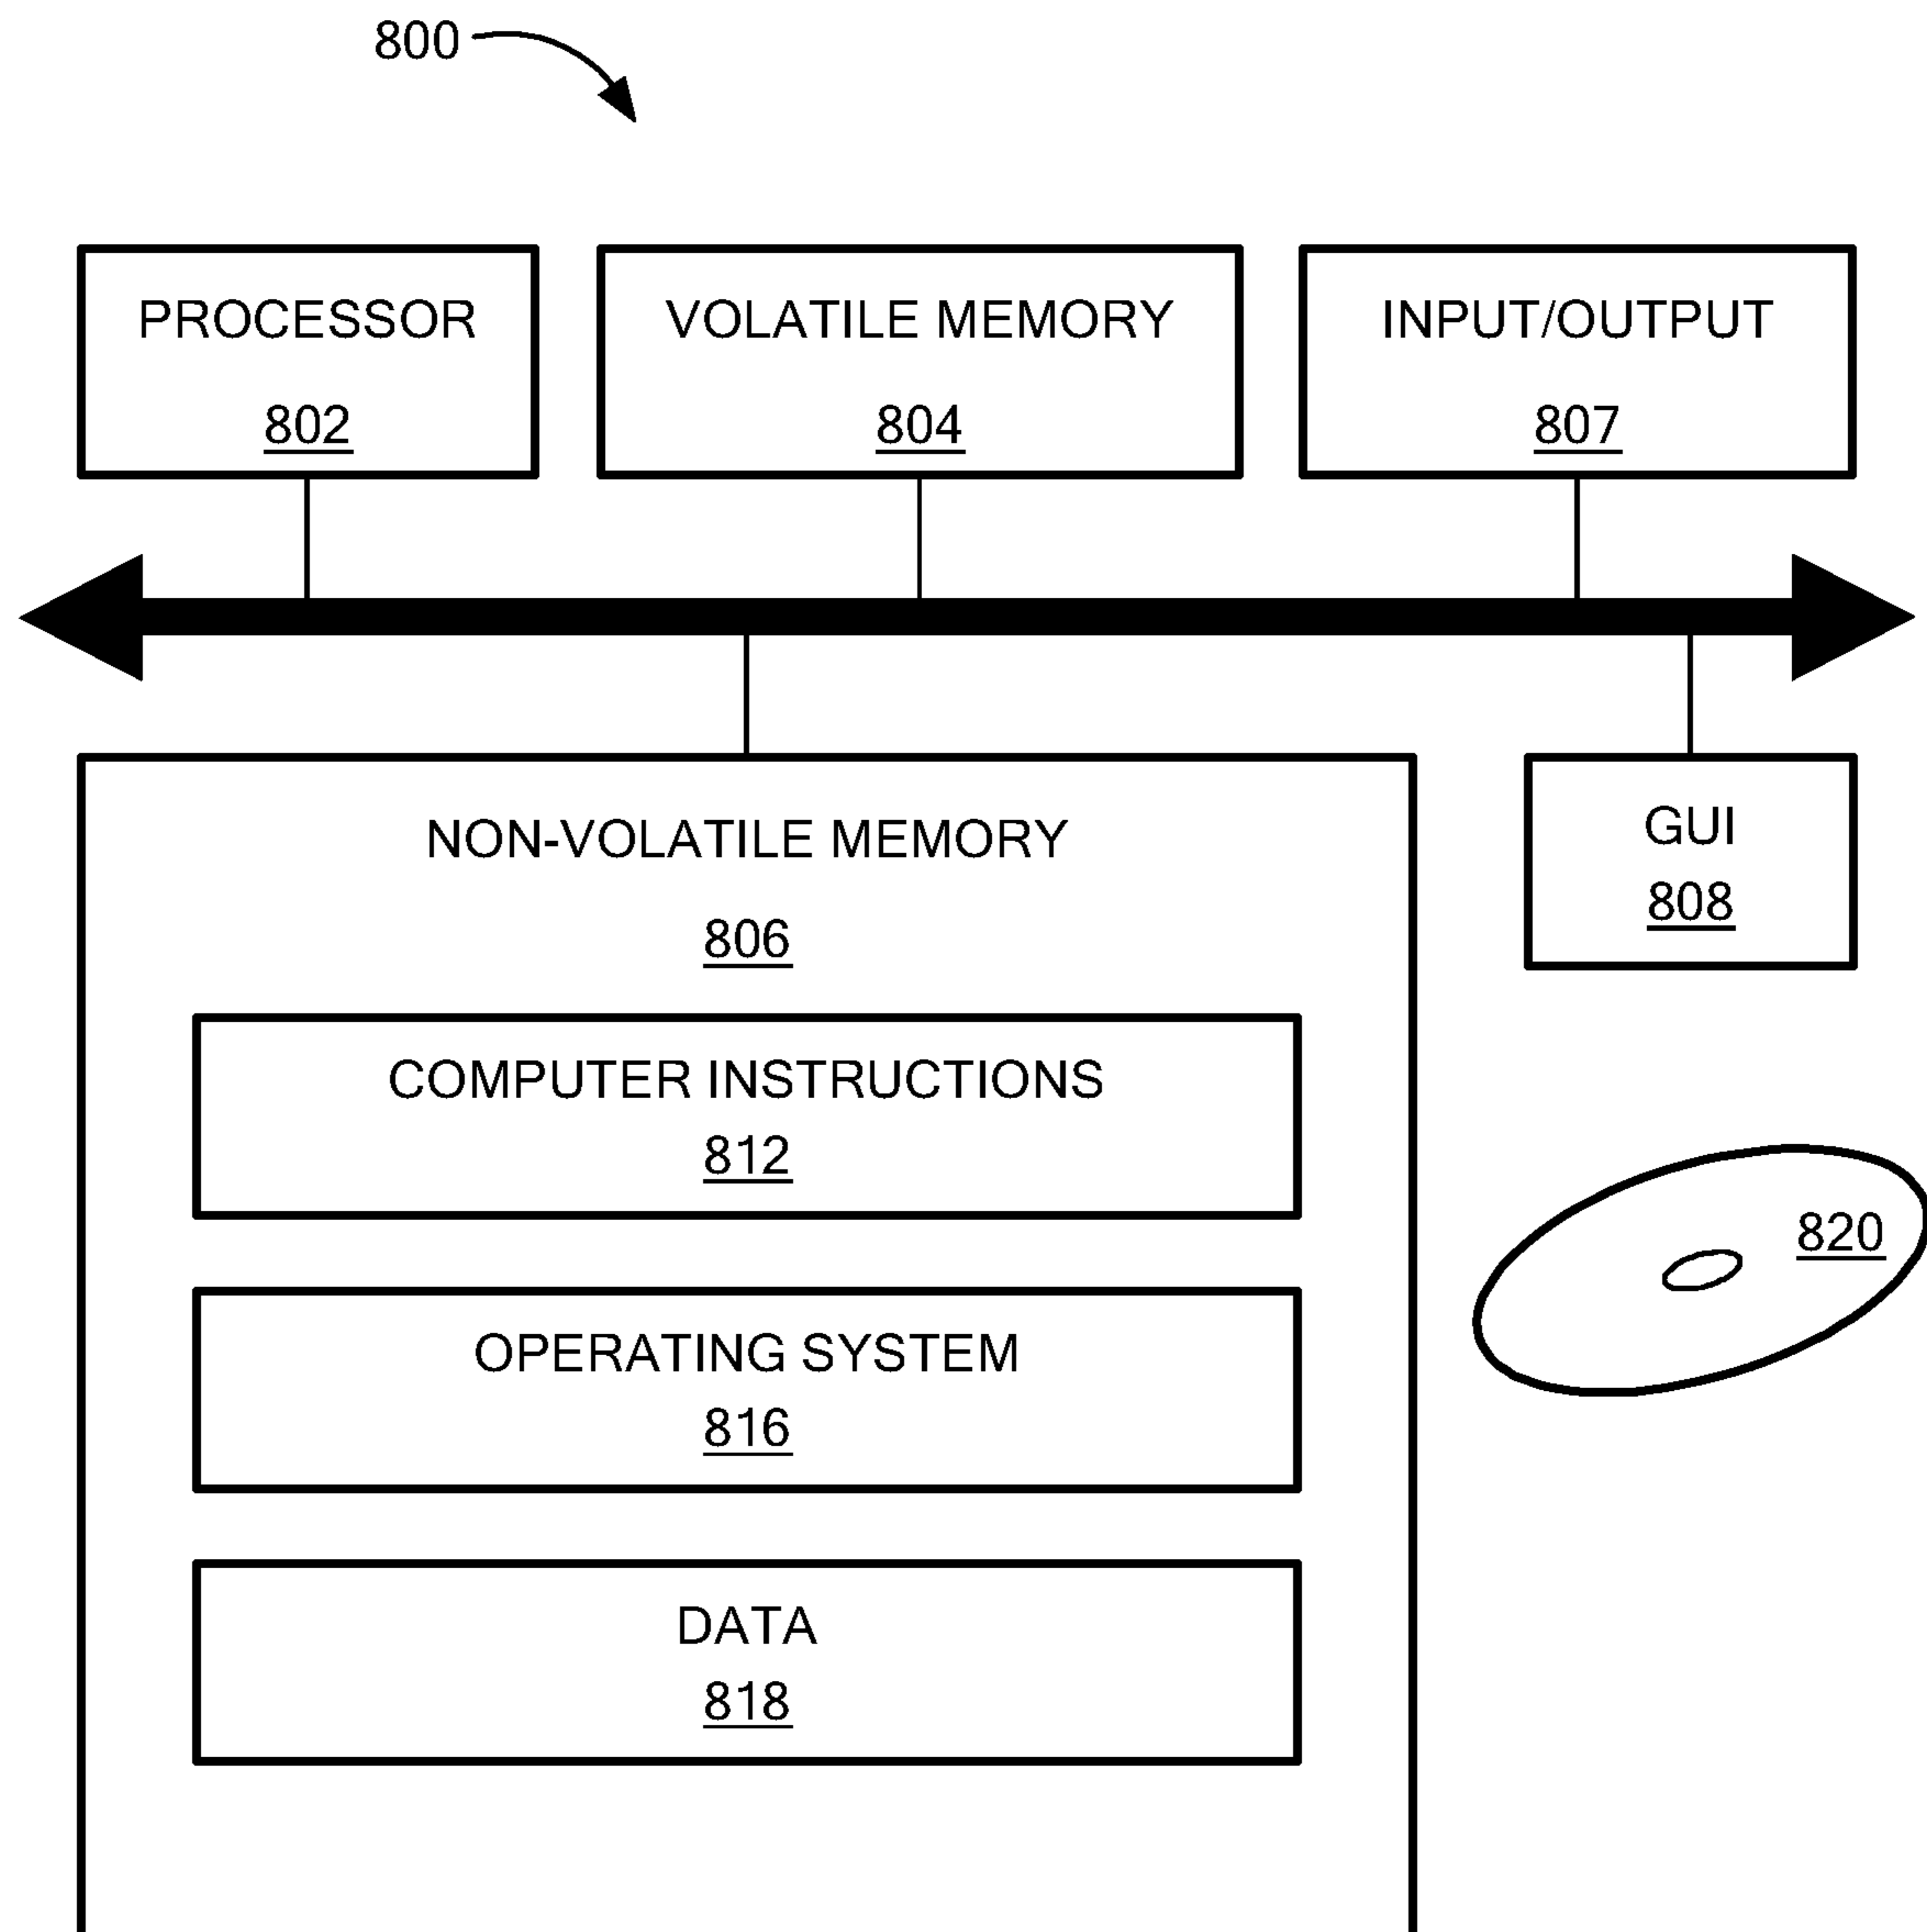 800
PROCESSOR
802
VOLATILE MEMORY
804
INPUT/OUTPUT
807
NON-VOLATILE MEMORY
806
GUI
808
COMPUTER INSTRUCTIONS
812
820
OPERATING SYSTEM
816
DATA
818